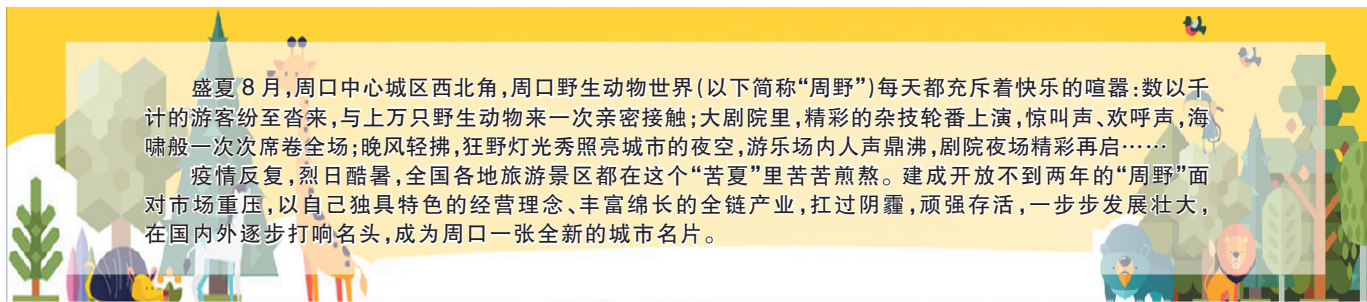 盛夏8月,周口中心城区西北角,周口野生动物世界(以下简称“周野”)每天都充斥着快乐的喧嚣:数以千
计的游客纷至沓来,与上万只野生动物来一次亲密接触;大剧院里,精彩的杂技轮番上演,惊叫声、欢呼声,海
啸般一次次席卷全场;晚风轻拂,狂野灯光秀照亮城市的夜空,游乐场内人声鼎沸,剧院夜场精彩再启……
疫情反复,烈日酷暑,全国各地旅游景区都在这个“苦夏”里苦苦煎熬。建成开放不到两年的“周野”面
对市场重压,以自己独具特色的经营理念、丰富绵长的全链产业,扛过阴霾,顽强存活,一步步发展壮大,
在国内外逐步打响名头,成为周口一张全新的城市名片。